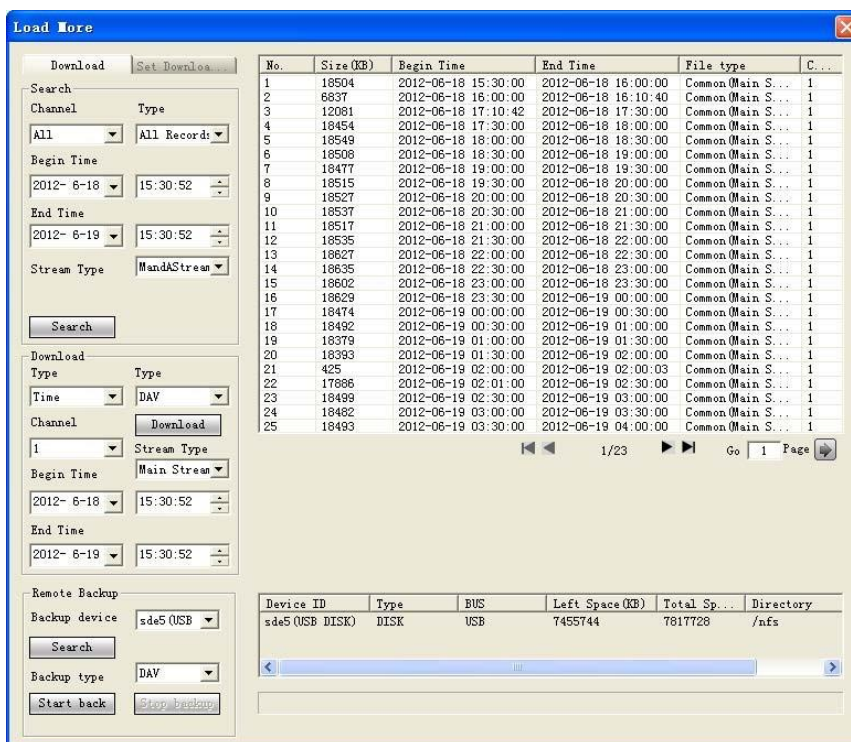 Load More
Download Set Downloa...
Search
Channel Type
All All Records
Begin Time
2012- 6-18 15:30:52
End Time
2012- 6-19 15:30:52
Stream Type MandAStream
Search
Download
Type Type
Time DAV
Channel Download
1 Stream Type
Main Stream
Begin Time
2012- 6-18 15:30:52
End Time
2012- 6-19 15:30:52
Remote Backup
Backup device sde5(USB
Search
Backup type DAV
Start back Stop backup
No. Size(KB) Begin Time End Time File type C...
1 18504 2012-06-18 15:30:00 2012-06-18 16:00:00 Common(Main S... 1
2 6837 2012-06-18 16:00:00 2012-06-18 16:10:40 Common(Main S... 1
3 12081 2012-06-18 17:10:42 2012-06-18 17:30:00 Common(Main S... 1
4 18454 2012-06-18 17:30:00 2012-06-18 18:00:00 Common(Main S... 1
5 18549 2012-06-18 18:00:00 2012-06-18 18:30:00 Common(Main S... 1
6 18508 2012-06-18 18:30:00 2012-06-18 19:00:00 Common(Main S... 1
7 18477 2012-06-18 19:00:00 2012-06-18 19:30:00 Common(Main S... 1
8 18515 2012-06-18 19:30:00 2012-06-18 20:00:00 Common(Main S... 1
9 18527 2012-06-18 20:00:00 2012-06-18 20:30:00 Common(Main S... 1
10 18537 2012-06-18 20:30:00 2012-06-18 21:00:00 Common(Main S... 1
11 18517 2012-06-18 21:00:00 2012-06-18 21:30:00 Common(Main S... 1
12 18535 2012-06-18 21:30:00 2012-06-18 22:00:00 Common(Main S... 1
13 18627 2012-06-18 22:00:00 2012-06-18 22:30:00 Common(Main S... 1
14 18635 2012-06-18 22:30:00 2012-06-18 23:00:00 Common(Main S... 1
15 18602 2012-06-18 23:00:00 2012-06-18 23:30:00 Common(Main S... 1
16 18629 2012-06-18 23:30:00 2012-06-19 00:00:00 Common(Main S... 1
17 18474 2012-06-19 00:00:00 2012-06-19 00:30:00 Common(Main S... 1
18 18492 2012-06-19 00:30:00 2012-06-19 01:00:00 Common(Main S... 1
19 18379 2012-06-19 01:00:00 2012-06-19 01:30:00 Common(Main S... 1
20 18393 2012-06-19 01:30:00 2012-06-19 02:00:00 Common(Main S... 1
21 425 2012-06-19 02:00:00 2012-06-19 02:00:03 Common(Main S... 1
22 17886 2012-06-19 02:01:00 2012-06-19 02:30:00 Common(Main S... 1
23 18499 2012-06-19 02:30:00 2012-06-19 03:00:00 Common(Main S... 1
24 18482 2012-06-19 03:00:00 2012-06-19 03:30:00 Common(Main S... 1
25 18493 2012-06-19 03:30:00 2012-06-19 04:00:00 Common(Main S... 1
1/23 Go 1 Page
Device ID Type BUS Left Space(KB) Total Sp... Directory
sde5(USB DISK) DISK USB 7455744 7817728 /nfs